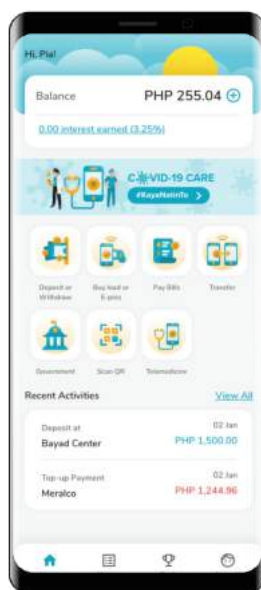 Hi, Pia!
Balance PHP 255.04
0.00 interest earned (3.25%)
COVID-19 CARE
#KayaNatinTo >
Deposit or Buy load or Pay Bills Transfer
Withdraw E-pins
Government Scan QR Telemedicine
Recent Activities View All
Deposit at 02 Jan
Bayad Center PHP 1,500.00
Top-up Payment 02 Jan
Meralco PHP 1,244.96